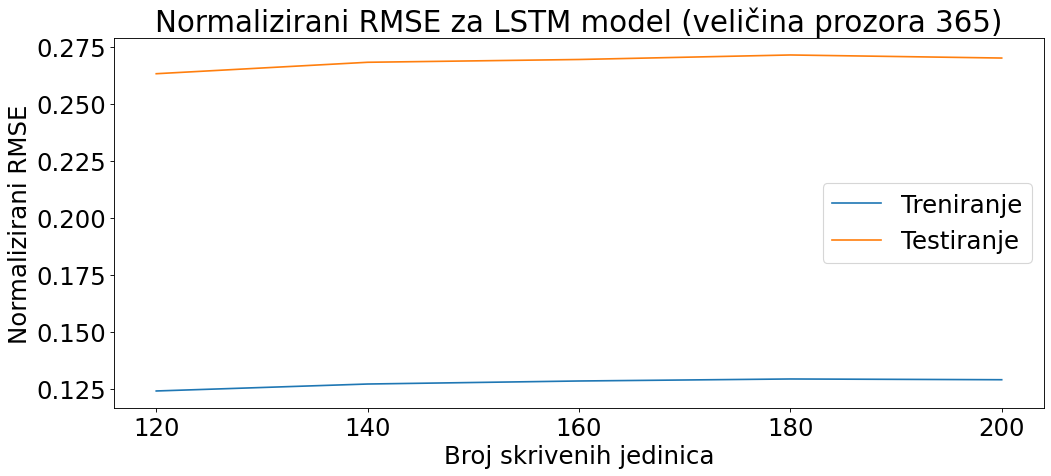 Normalizirani RMSE za LSTM model (veličina prozora 365)
Normalizirani RMSE
0.275
0.250
0.225
0.200
0.175
0.150
0.125
Treniranje
Testiranje
120 140 160 180 200
Broj skrivenih jedinica